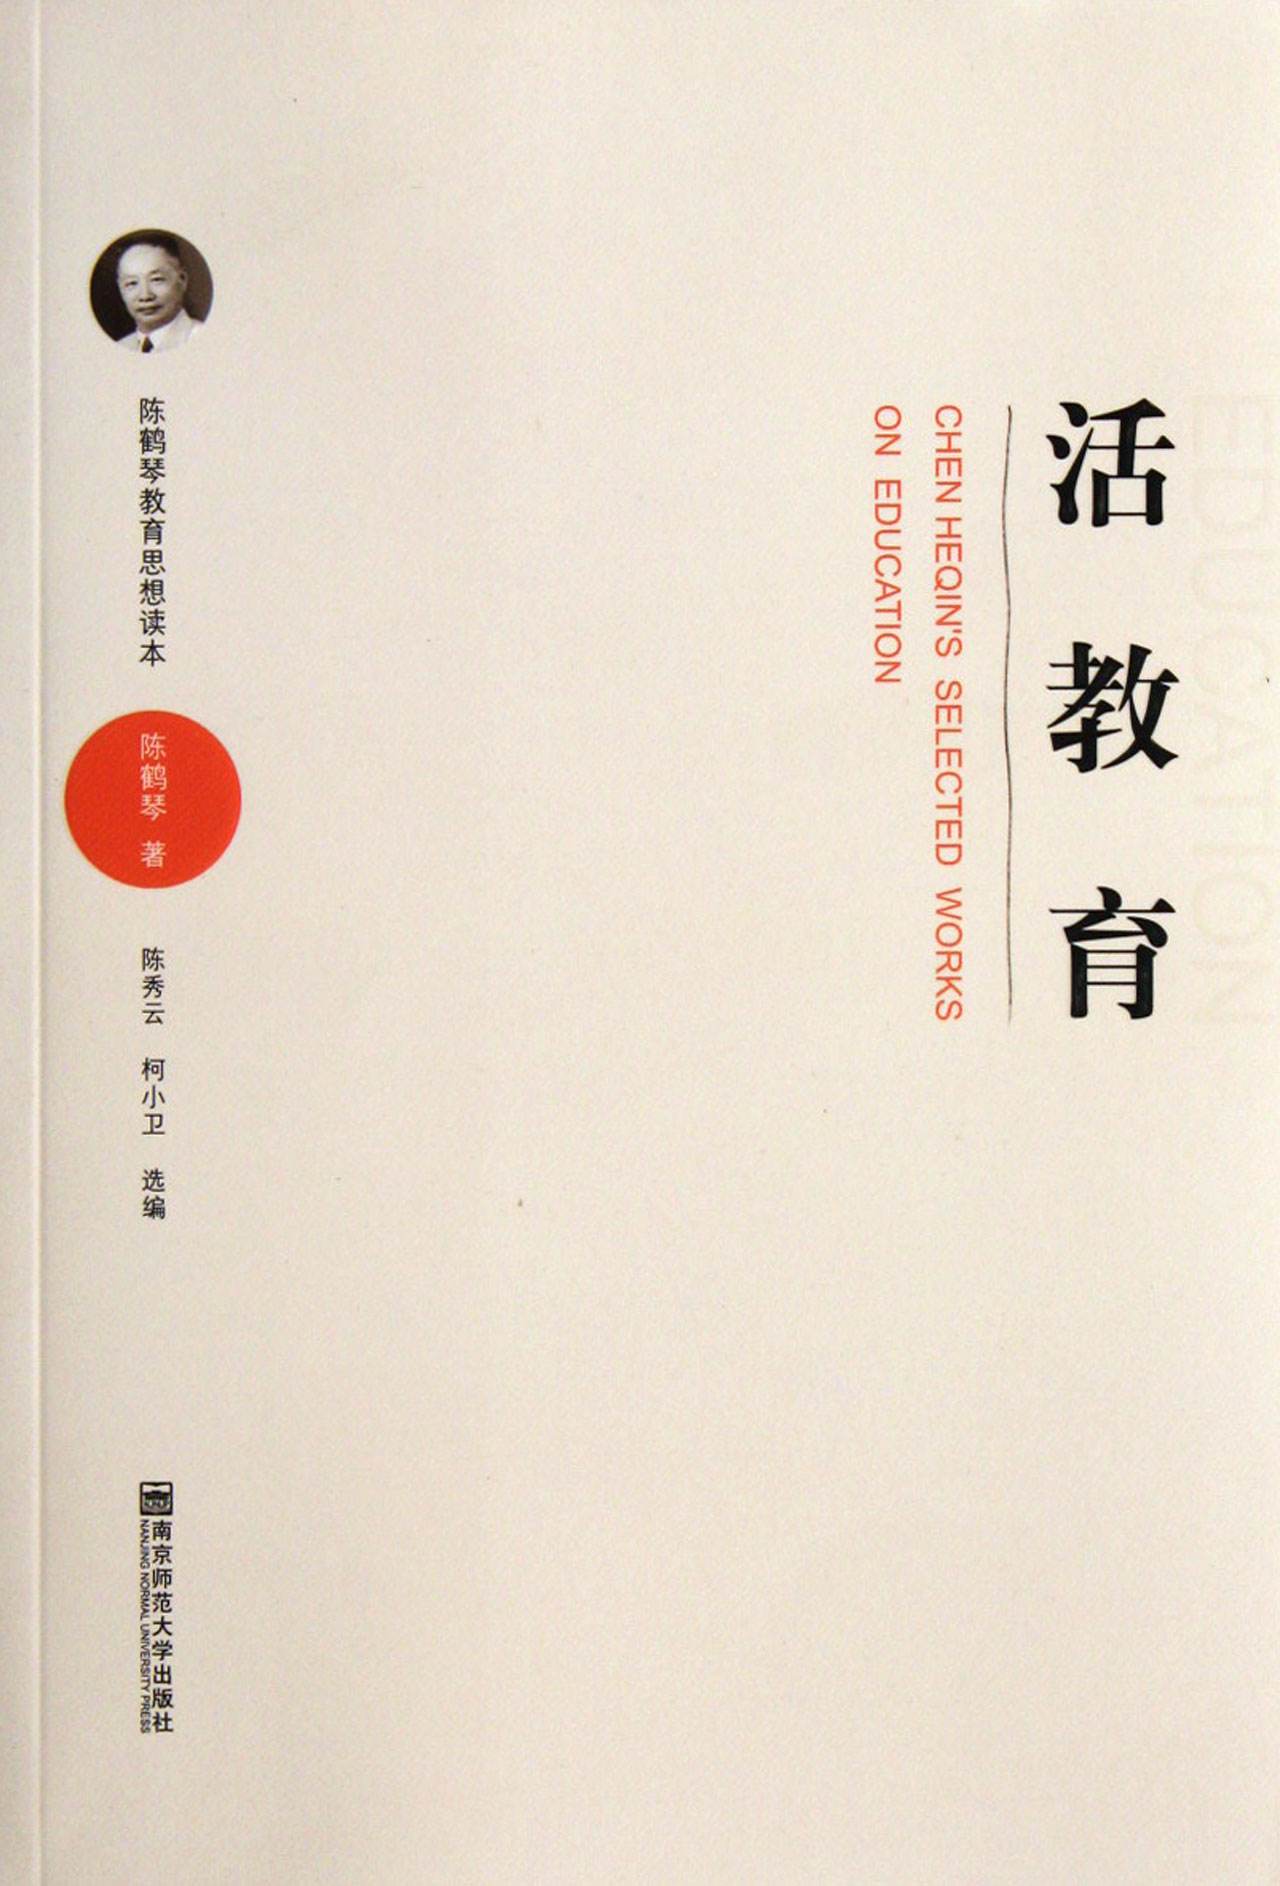 活教育
CHEN HEQIN'S SELECTED WORKS
ON EDUCATION
EDUCATION
陈鹤琴教育思想读本
陈鹤琴 著
陈秀云 柯小卫 选编
南京师范大学出版社
NANJING NORMAL UNIVERSITY PRESS